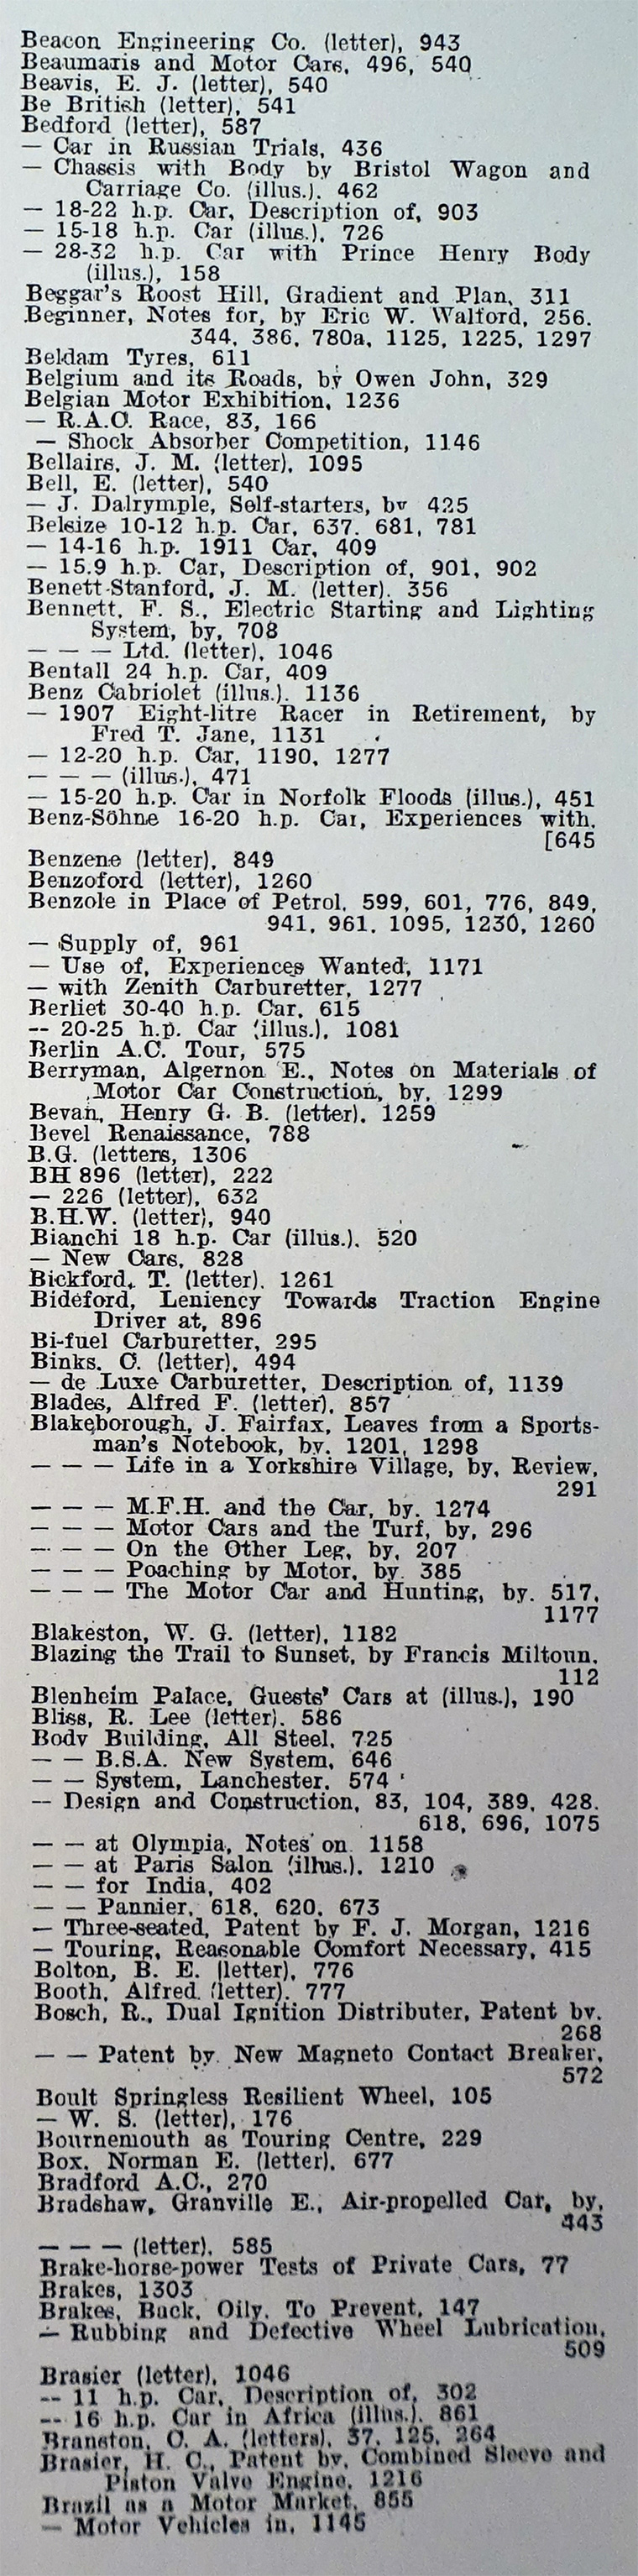 Beacon Engineering Co. (letter), 943
Beaumaris and Motor Cars, 496, 540
Beavis, E. J. (letter), 540
Be British (letter), 541
Bedford (letter), 587
— Car in Russian Trials, 436
— Chassis with Body by Bristol Wagon and
Carriage Co. (illus.). 462
— 18-22 h.p. Car, Description of, 903
— 15-18 h.p. Car (illus.), 726
— 28-32 h.p. Car with Prince Henry Body
(illus.), 158
Beggar's Roost Hill, Gradient and Plan, 311
Beginner, Notes for, by Eric W. Walford, 256.
344, 386, 780a, 1125, 1225, 1297
Beldam Tyres, 611
Belgium and its Roads, by Owen John, 329
Belgian Motor Exhibition, 1236
— R.A.C. Race, 83, 166
— Shock Absorber Competition, 1146
Bellairs, J. M. (letter), 1095
Bell, E. (letter), 540
— J. Dalrymple, Self-starters, by 425
Belsize 10-12 h.p. Car, 637. 681, 781
— 14-16 h.p. 1911 Car, 409
— 15.9 h.p. Car, Description of, 901, 902
Benett-Stanford, J. M. (letter). 356
Bennett, F. S., Electric Starting and Lighting
System, by, 708
— — — Ltd. (letter), 1046
Bentall 24 h.p. Car, 409
Benz Cabriolet (illus.). 1136
— 1907 Eight-litre Racer in Retirement, by
Fred T. Jane, 1131
— 12-20 h.p. Car, 1190, 1277
— — — (illus.), 471
— 15-20 h.p. Car in Norfolk Floods (illus.), 451
Benz-Söhne 16-20 h.p. Car, Experiences with,
[645
Benzene (letter), 849
Benzoford (letter), 1260
Benzole in Place of Petrol, 599, 601, 776, 849,
941, 961, 1095, 1230, 1260
— Supply of, 961
— Use of, Experiences Wanted, 1171
— with Zenith Carburetter, 1277
Berliet 30-40 h.p. Car, 615
-- 20-25 h.p. Car (illus.), 1081
Berlin A.C. Tour, 575
Berryman, Algernon E., Notes on Materials of
Motor Car Construction, by, 1299
Bevan, Henry G. B. (letter), 1259
Bevel Renaissance, 788
B.G. (letters, 1306
BH 896 (letter), 222
— 226 (letter), 632
B.H.W. (letter), 940
Bianchi 18 h.p. Car (illus.), 520
— New Cars, 828
Bickford, T. (letter). 1261
Bideford, Leniency Towards Traction Engine
Driver at, 896
Bi-fuel Carburetter, 295
Binks. C. (letter), 494
— de Luxe Carburetter, Description of, 1139
Blades, Alfred F. (letter), 857
Blakeborough, J. Fairfax, Leaves from a Sports-
man's Notebook, by. 1201, 1298
— — — Life in a Yorkshire Village, by, Review,
291
— — — M.F.H. and the Car, by. 1274
— — — Motor Cars and the Turf, by, 296
— — — On the Other Leg, by, 207
— — — Poaching by Motor, by 385
— — — The Motor Car and Hunting, by. 517,
1177
Blakeston, W. G. (letter), 1182
Blazing the Trail to Sunset, by Francis Miltoun.
112
Blenheim Palace, Guests' Cars at (illus.), 190
Bliss, R. Lee (letter). 586
Body Building, All Steel, 725
— — B.S.A. New System, 646
— — System, Lanchester, 574
-- Design and Construction, 83, 104, 389, 428.
618, 696, 1075
— — at Olympia, Notes on 1158
— — at Paris Salon (illus.). 1210
— — for India, 402
— — Pannier, 618, 620, 673
— Three-seated, Patent by F. J. Morgan, 1216
— Touring, Reasonable Comfort Necessary, 415
Bolton, B. E. (letter), 776
Booth, Alfred (letter). 777
Bosch, R., Dual Ignition Distributer, Patent by,
268
— — Patent by New Magneto Contact Breaker,
572
Boult Springless Resilient Wheel, 105
— W. S. (letter), 176
Bournemouth as Touring Centre, 229
Box, Norman E. (letter), 677
Bradford A.C., 270
Bradshaw, Granville E., Air-propelled Car, by,
443
— — — (letter), 585
Brake-horse-power Tests of Private Cars, 77
Brakes, 1303
Brakes, Back, Oily, To Prevent, 147
— Rubbing and Defective Wheel Lubrication,
509
Brasier (letter), 1046
-- 11 h.p. Car, Description of, 302
-- 16 h.p. Car in Africa (illus.). 861
Branston, C. A. (letters), 37, 125, 264
Brasier, H. C., Patent by, Combined Sleeve and
Piston Valve Engine, 1216
Brazil as a Motor Market, 855
— Motor Vehicles in, 1145